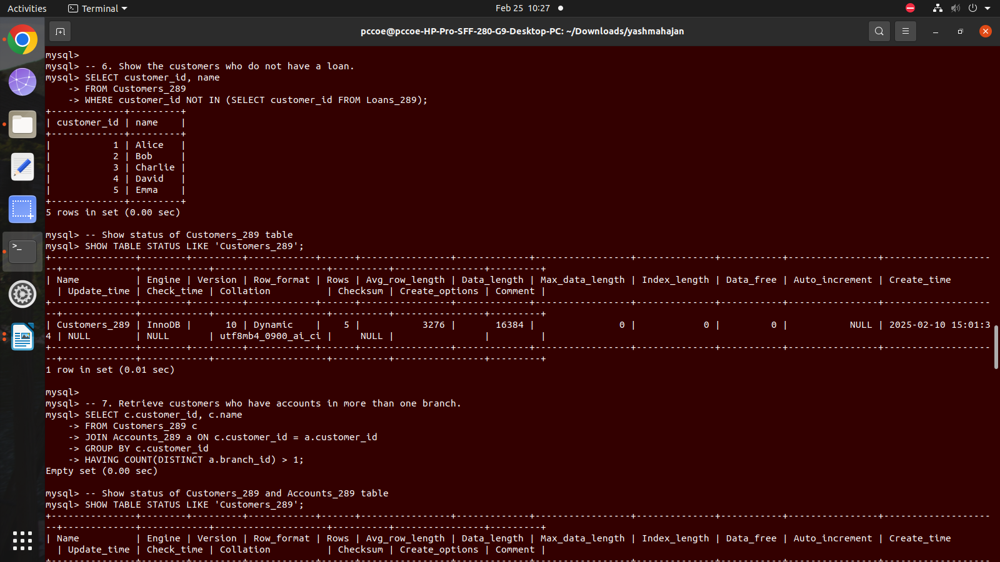 Activities
Terminal
Feb 25 10:27
pccoe@pccoe-HP-Pro-SFF-280-G9-Desktop-PC: ~/Downloads/yashmahajan
mysql>
mysql> -- 6. Show the customers who do not have a loan.
mysql> SELECT customer_id, name
    -> FROM Customers_289
    -> WHERE customer_id NOT IN (SELECT customer_id FROM Loans_289);
+-------------+---------+
| customer_id | name    |
+-------------+---------+
|           1 | Alice   |
|           2 | Bob     |
|           3 | Charlie |
|           4 | David   |
|           5 | Emma    |
+-------------+---------+
5 rows in set (0.00 sec)
mysql> -- Show status of Customers_289 table
mysql> SHOW TABLE STATUS LIKE 'Customers_289';
+---------------+--------+---------+------------+------+----------------+-------------+-----------------+--------------+-----------+----------------+-------------------
--+-------------+------------+--------------------+----------+----------------+---------+
| Name          | Engine | Version | Row_format | Rows | Avg_row_length | Data_length | Max_data_length | Index_length | Data_free | Auto_increment | Create_time
  | Update_time | Check_time | Collation          | Checksum | Create_options | Comment |
+---------------+--------+---------+------------+------+----------------+-------------+-----------------+--------------+-----------+----------------+-------------------
--+-------------+------------+--------------------+----------+----------------+---------+
| Customers_289 | InnoDB |      10 | Dynamic    |    5 |           3276 |       16384 |               0 |            0 |         0 |           NULL | 2025-02-10 15:01:3
4 | NULL        | NULL       | utf8mb4_0900_ai_ci |     NULL |                |         |
+---------------+--------+---------+------------+------+----------------+-------------+-----------------+--------------+-----------+----------------+-------------------
--+-------------+------------+--------------------+----------+----------------+---------+
1 row in set (0.01 sec)
mysql>
mysql> -- 7. Retrieve customers who have accounts in more than one branch.
mysql> SELECT c.customer_id, c.name
    -> FROM Customers_289 c
    -> JOIN Accounts_289 a ON c.customer_id = a.customer_id
    -> GROUP BY c.customer_id
    -> HAVING COUNT(DISTINCT a.branch_id) > 1;
Empty set (0.00 sec)
mysql> -- Show status of Customers_289 and Accounts_289 table
mysql> SHOW TABLE STATUS LIKE 'Customers_289';
+---------------+--------+---------+------------+------+----------------+-------------+-----------------+--------------+-----------+----------------+-------------------
--+-------------+------------+--------------------+----------+----------------+---------+
| Name          | Engine | Version | Row_format | Rows | Avg_row_length | Data_length | Max_data_length | Index_length | Data_free | Auto_increment | Create_time
  | Update_time | Check_time | Collation          | Checksum | Create_options | Comment |
+---------------+--------+---------+------------+------+----------------+-------------+-----------------+--------------+-----------+----------------+-------------------